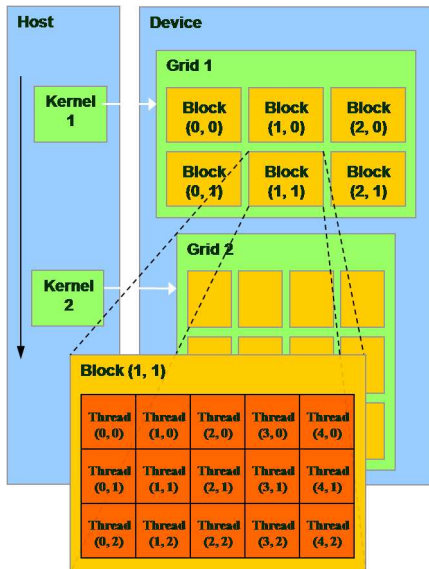 Host
Device
Grid 1
Kernel
1
Block
(0, 0)
Block
(1, 0)
Block
(2, 0)
Block
(0, 1)
Block
(1, 1)
Block
(2, 1)
Grid 2
Kernel
2
Block (1, 1)
Thread
(0, 0)
Thread
(1, 0)
Thread
(2, 0)
Thread
(3, 0)
Thread
(4, 0)
Thread
(0, 1)
Thread
(1, 1)
Thread
(2, 1)
Thread
(3, 1)
Thread
(4, 1)
Thread
(0, 2)
Thread
(1, 2)
Thread
(2, 2)
Thread
(3, 2)
Thread
(4, 2)